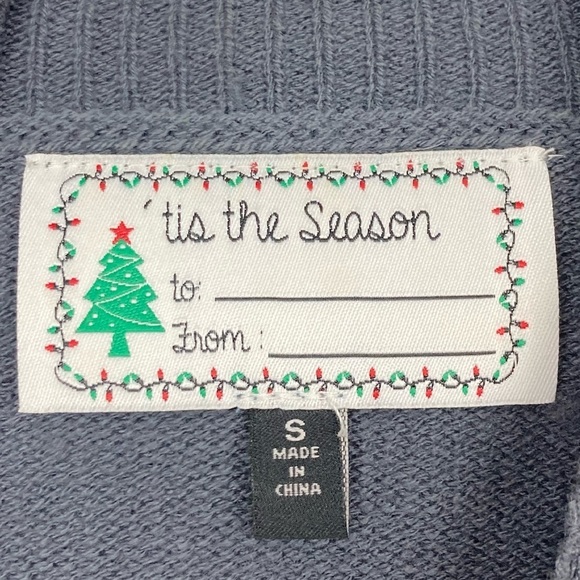 'tis the Season
to:
From:
S
MADE
IN
CHINA